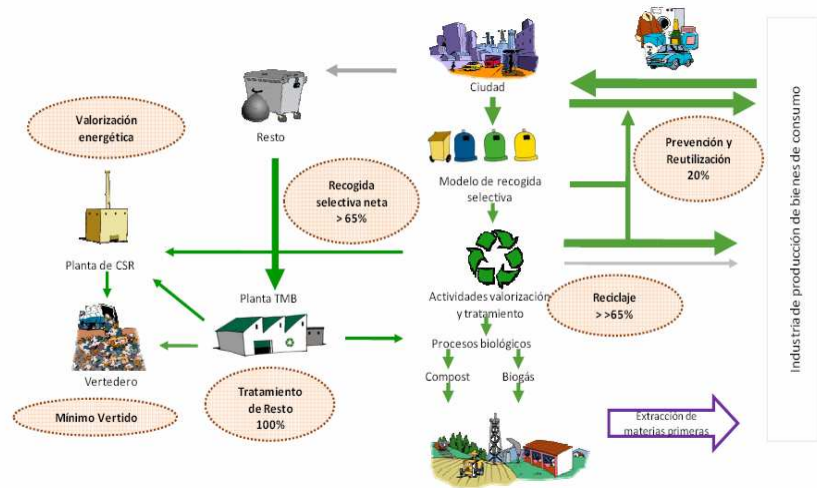 Ciudad
Resto
Valorización
energética
Prevención y
Reutilización
20%
Modelo de recogida
selectiva
Recogida
selectiva neta
> 65%
Planta de CSR
Planta TMB
Actividades valorización
y tratamiento
Reciclaje
> >65%
Procesos biológicos
Compost
Biogás
Vertedero
Mínimo Vertido
Tratamiento
de Resto
100%
Extracción de
materias primeras
Industria de producción de bienes de consumo